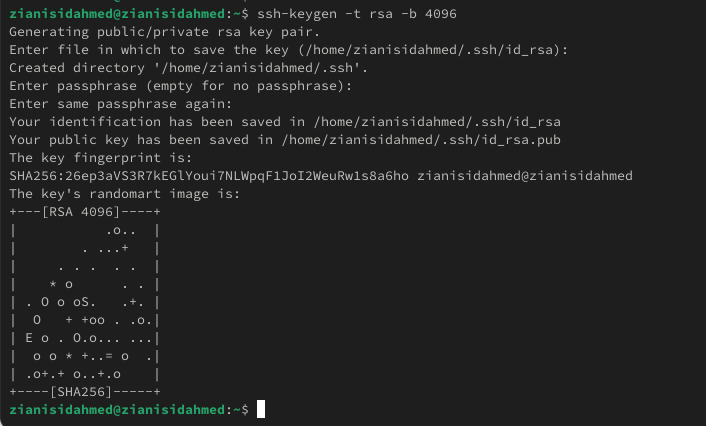 zianisidahmed@zianisidahmed:~$ ssh-keygen -t rsa -b 4096
Generating public/private rsa key pair.
Enter file in which to save the key (/home/zianisidahmed/.ssh/id_rsa):
Created directory '/home/zianisidahmed/.ssh'.
Enter passphrase (empty for no passphrase):
Enter same passphrase again:
Your identification has been saved in /home/zianisidahmed/.ssh/id_rsa
Your public key has been saved in /home/zianisidahmed/.ssh/id_rsa.pub
The key fingerprint is:
SHA256:26ep3aVS3R7kEGlYoui7NLWpqF1JoI2WeuRw1s8a6ho zianisidahmed@zianisidahmed
The key's randomart image is:
+---[RSA 4096]----+
|           .o..  |
|        . ...+   |
|     . . .  . .  |
|    * o      . . |
| . O o oS.   .+. |
|  O   + +oo . .o.|
| E o . O.o... ...|
|  o o * +..= o  .|
| .o+.+ o..+.o    |
+----[SHA256]-----+
zianisidahmed@zianisidahmed:~$